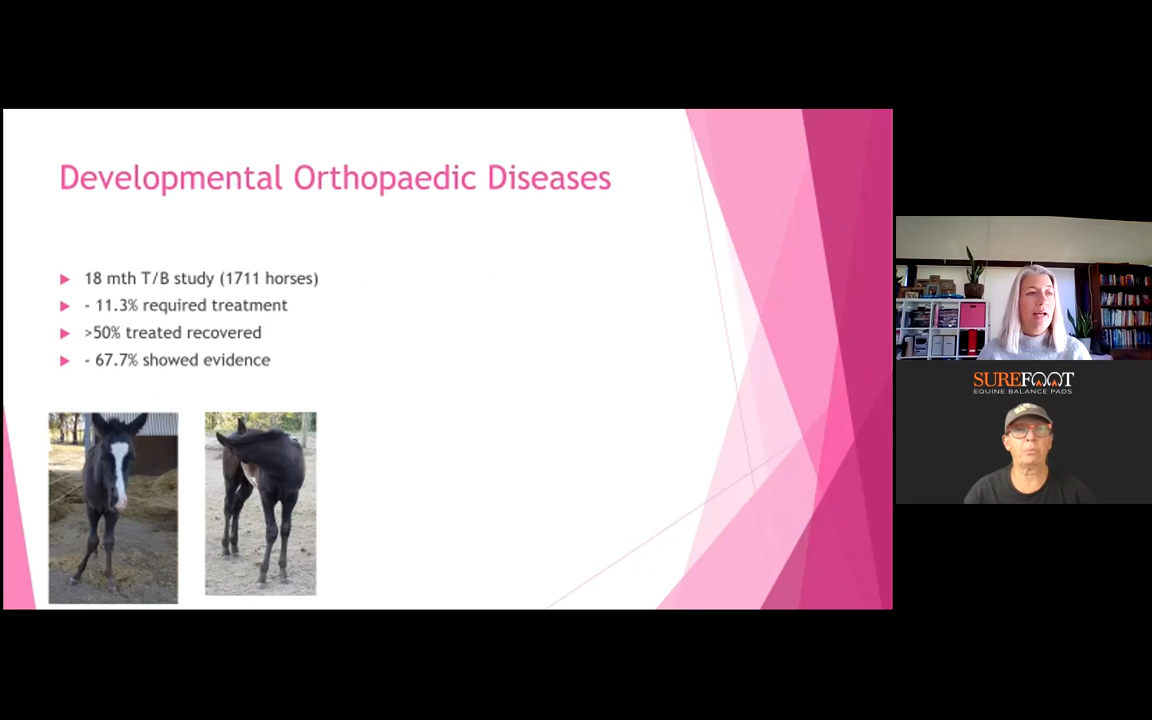 Developmental Orthopaedic Diseases
18 mth T/B study (1711 horses)
- 11.3% required treatment
>50% treated recovered
- 67.7% showed evidence
SUREFOOT
EQUINE BALANCE PADS